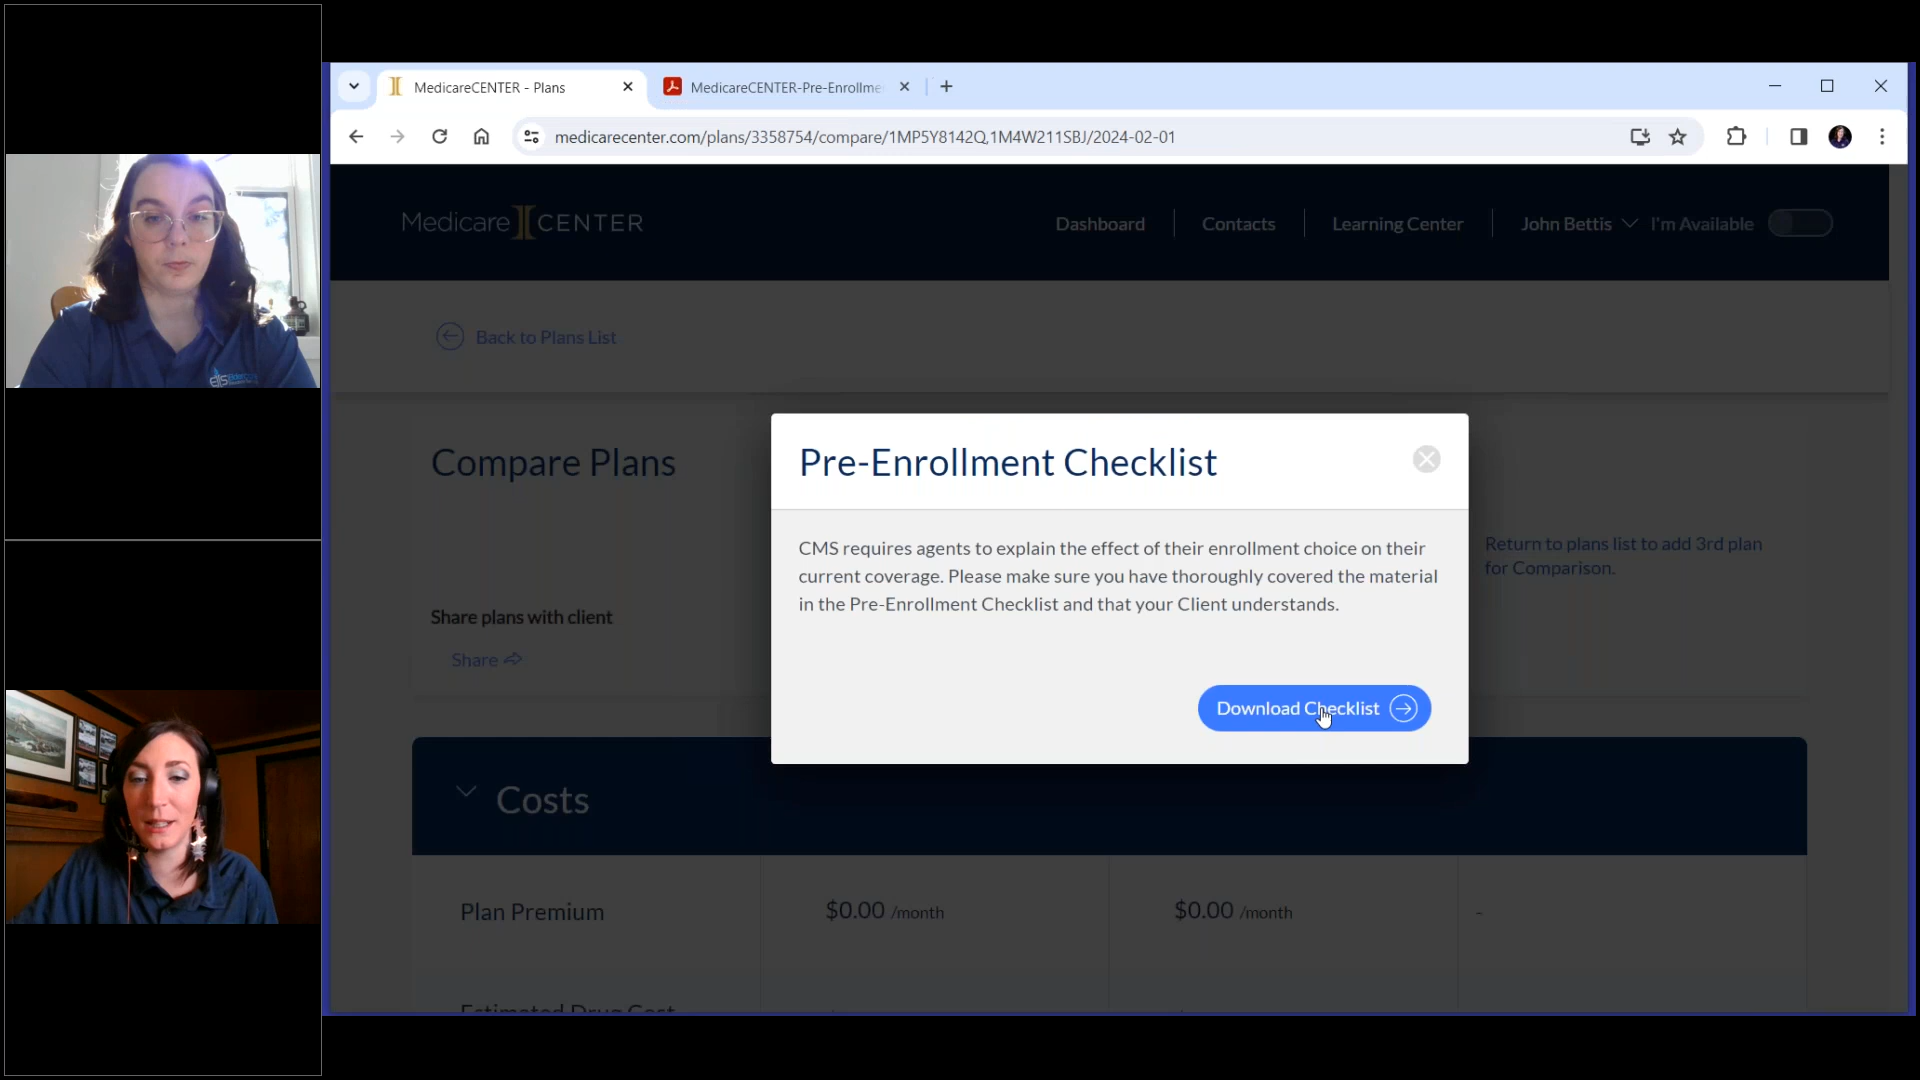 MedicareCENTER - Plans
MedicareCENTER-Pre-Enrollme
medicarecenter.com/plans/3358754/compare/1MP5Y8142Q,1M4W211SBJ/2024-02-01
Medicare CENTER
Dashboard
Contacts
Learning Center
John Bettis
I'm Available
Back to Plans List
Compare Plans
Pre-Enrollment Checklist
CMS requires agents to explain the effect of their enrollment choice on their
current coverage. Please make sure you have thoroughly covered the material
in the Pre-Enrollment Checklist and that your Client understands.
Return to plans list to add 3rd plan
for Comparison.
Share plans with client
Share
Download Checklist
Costs
Plan Premium
$0.00 /month
$0.00 /month
-
Estimated Drug Cost